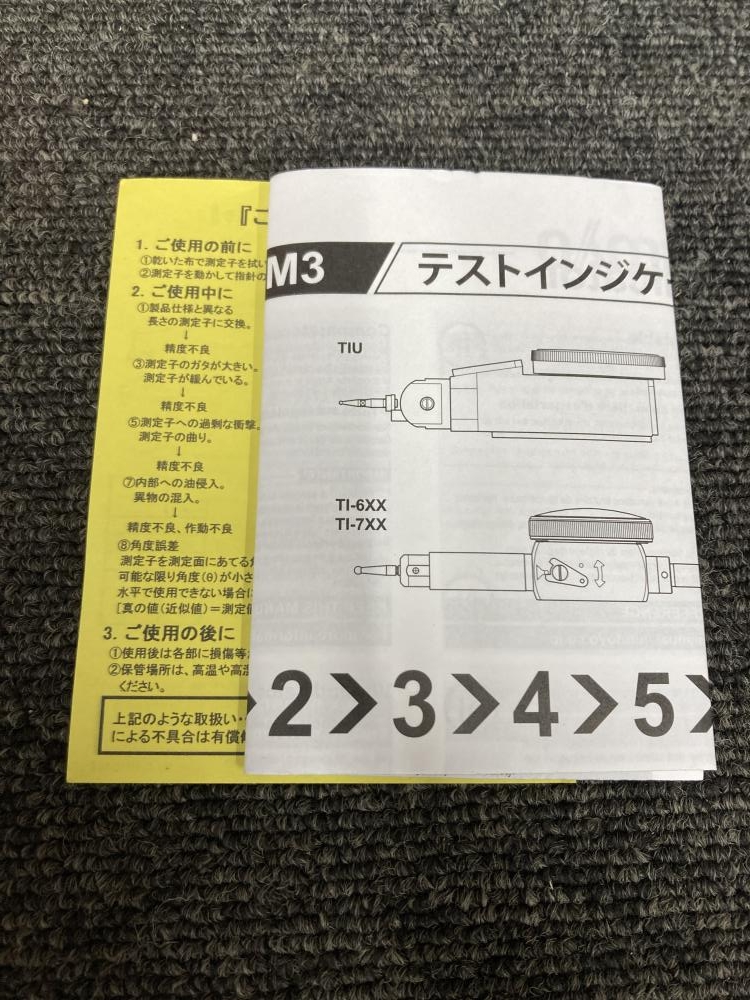 『こ
1. ご使用の前に
①乾いた布で測定子を拭い
②測定子を動かして指針の
2. ご使用中に
①製品仕様と異なる
長さの測定子に交換。
↓
精度不良
③測定子のガタが大きい。
測定子が緩んでいる。
↓
精度不良
⑤測定子への過剰な衝撃。
測定子の曲り。
↓
精度不良
⑦内部への油侵入。
異物の混入。
↓
精度不良、作動不良
⑧角度誤差
測定子を測定面にあてる
可能な限り角度(θ)が小さ
水平で使用できない場合に
[真の値(近似値)＝測定値
3. ご使用の後に
①使用後は各部に損傷等
②保管場所は、高温や高湿
ください。
上記のような取扱い・
による不具合は有償修
M3
テストインジケー
TIU
TI-6XX
TI-7XX
2>3>4>5>